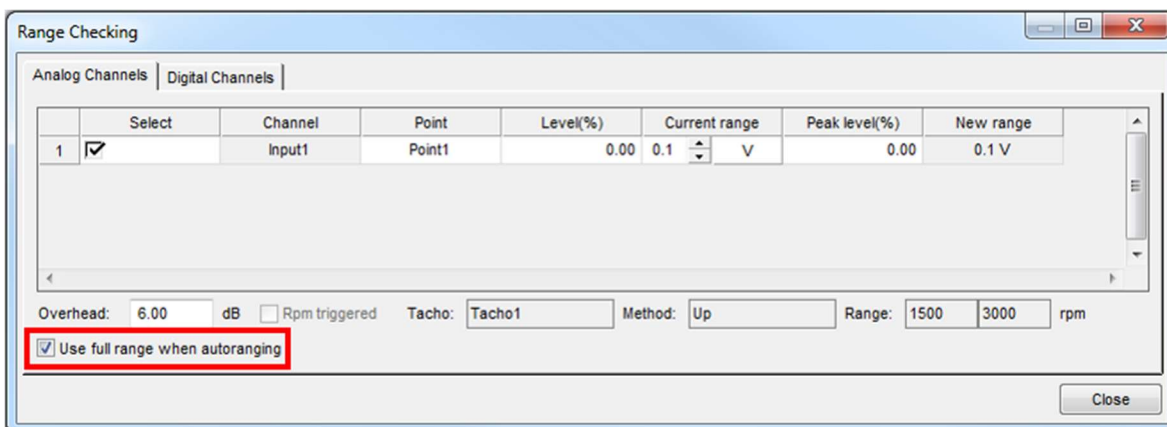 Range Checking
Analog Channels Digital Channels
Select Channel Point Level(%) Current range Peak level(%) New range
1 Input1 Point1 0.00 0.1 V 0.00 0.1 V
Overhead: 6.00 dB Rpm triggered Tacho: Tacho1 Method: Up Range: 1500 3000 rpm
Use full range when autoranging
Close